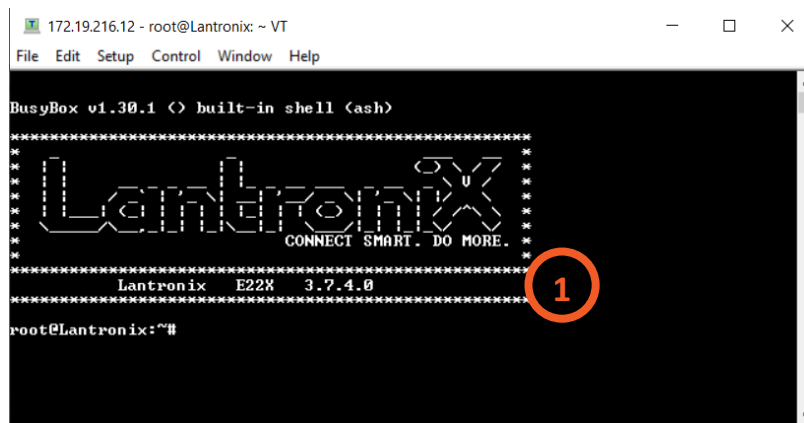 172.19.216.12 - root@Lantronix: ~ VT
File Edit Setup Control Window Help
BusyBox v1.30.1 () built-in shell (ash)
Lantronix
CONNECT SMART. DO MORE.
Lantronix E22X 3.7.4.0
1
root@Lantronix:~#